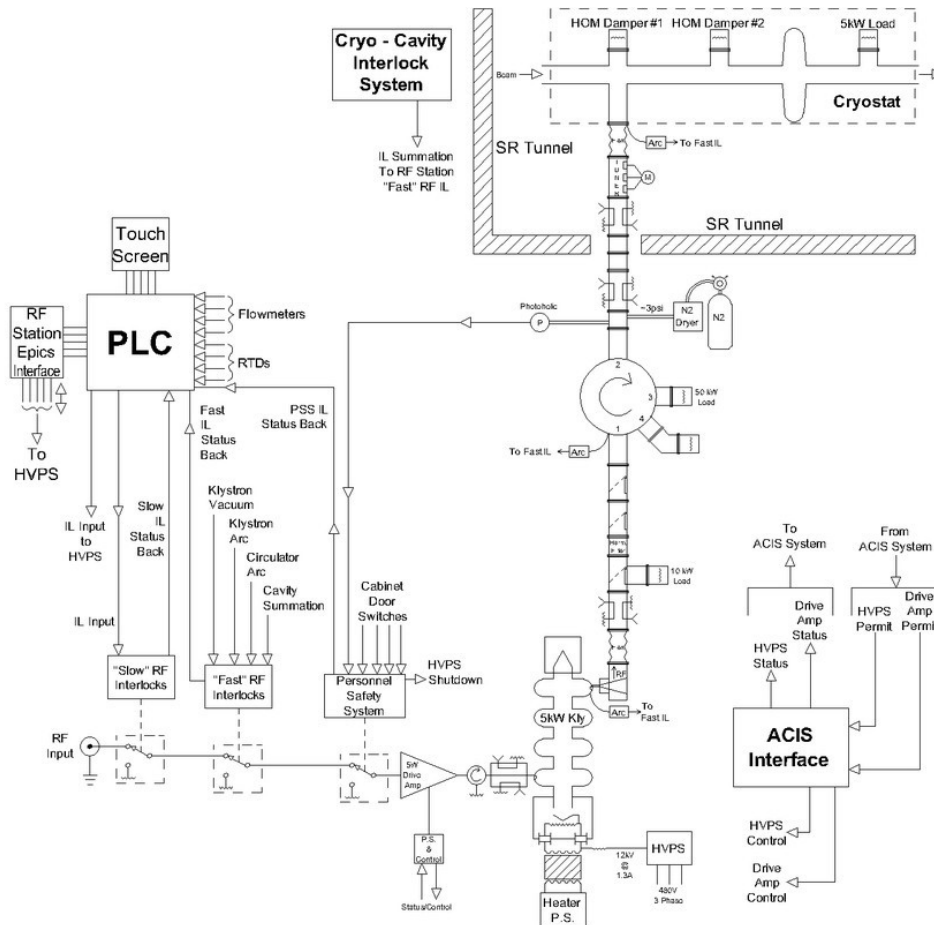 HOM Damper #1
HOM Damper #2
5kW Load
Cryo - Cavity
Interlock
System
Beam
Cryostat
Arc
To Fast IL
SR Tunnel
IL Summation
To RF Station
"Fast" RF IL
TUNER
M
SR Tunnel
Touch
Screen
RF
Station
Epics
Interface
PLC
Flowmeters
RTDs
Photoholic
P
~3psi
N2
Dryer
N2
2
3
4
1
50 kW
Load
To
HVPS
Fast
IL
Status
Back
PSS IL
Status Back
To Fast IL
Arc
IL Input
to
HVPS
Slow
IL
Status
Back
Klystron
Vacuum
Klystron
Arc
Circulator
Arc
Cavity
Summation
Cabinet
Door
Switches
10 kW
Load
To
ACIS System
From
ACIS System
HVPS
Status
Drive
Amp
Status
HVPS
Permit
Drive
Amp
Permit
IL Input
"Slow" RF
Interlocks
"Fast" RF
Interlocks
Personnel
Safety
System
HVPS
Shutdown
RF
Arc
To
Fast IL
5kW Kly
ACIS
Interface
RF
Input
5W
Drive
Amp
P.S.
&
Control
Status/Control
12kV
@
1.3A
HVPS
480V
3 Phase
Heater
P.S.
HVPS
Control
Drive
Amp
Control